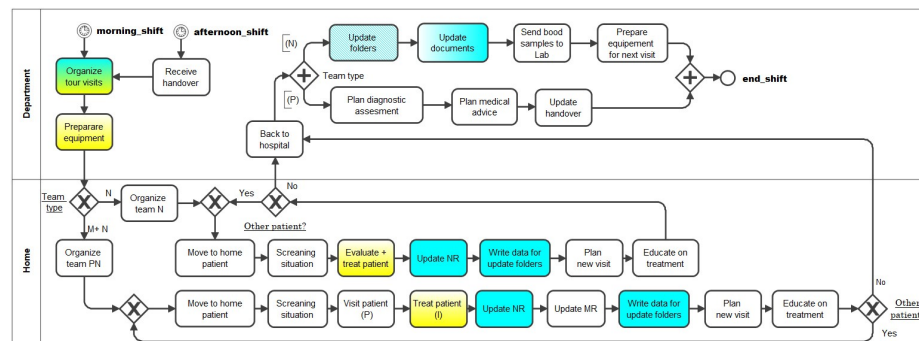 Department
morning_shift
afternoon_shift
Organize
tour visits
Receive
handover
Preparare
equipment
[(N)
Update
folders
Update
documents
Send bood
samples to
Lab
Prepare
equipement
for next visit
Team type
[(P)
Plan diagnostic
assesment
Plan medical
advice
Update
handover
end_shift
Back to
hospital
Home
Team
type
N
Organize
team N
Yes
No
Other patient?
M+ N
Organize
team PN
Move to home
patient
Screaning
situation
Evaluate +
treat patient
Update NR
Write data for
update folders
Plan
new visit
Educate on
treatment
Move to home
patient
Screaning
situation
Visit patient
(P)
Treat patient
(I)
Update NR
Update MR
Write data for
update folders
Plan
new visit
Educate on
treatment
No
Other
patient
Yes